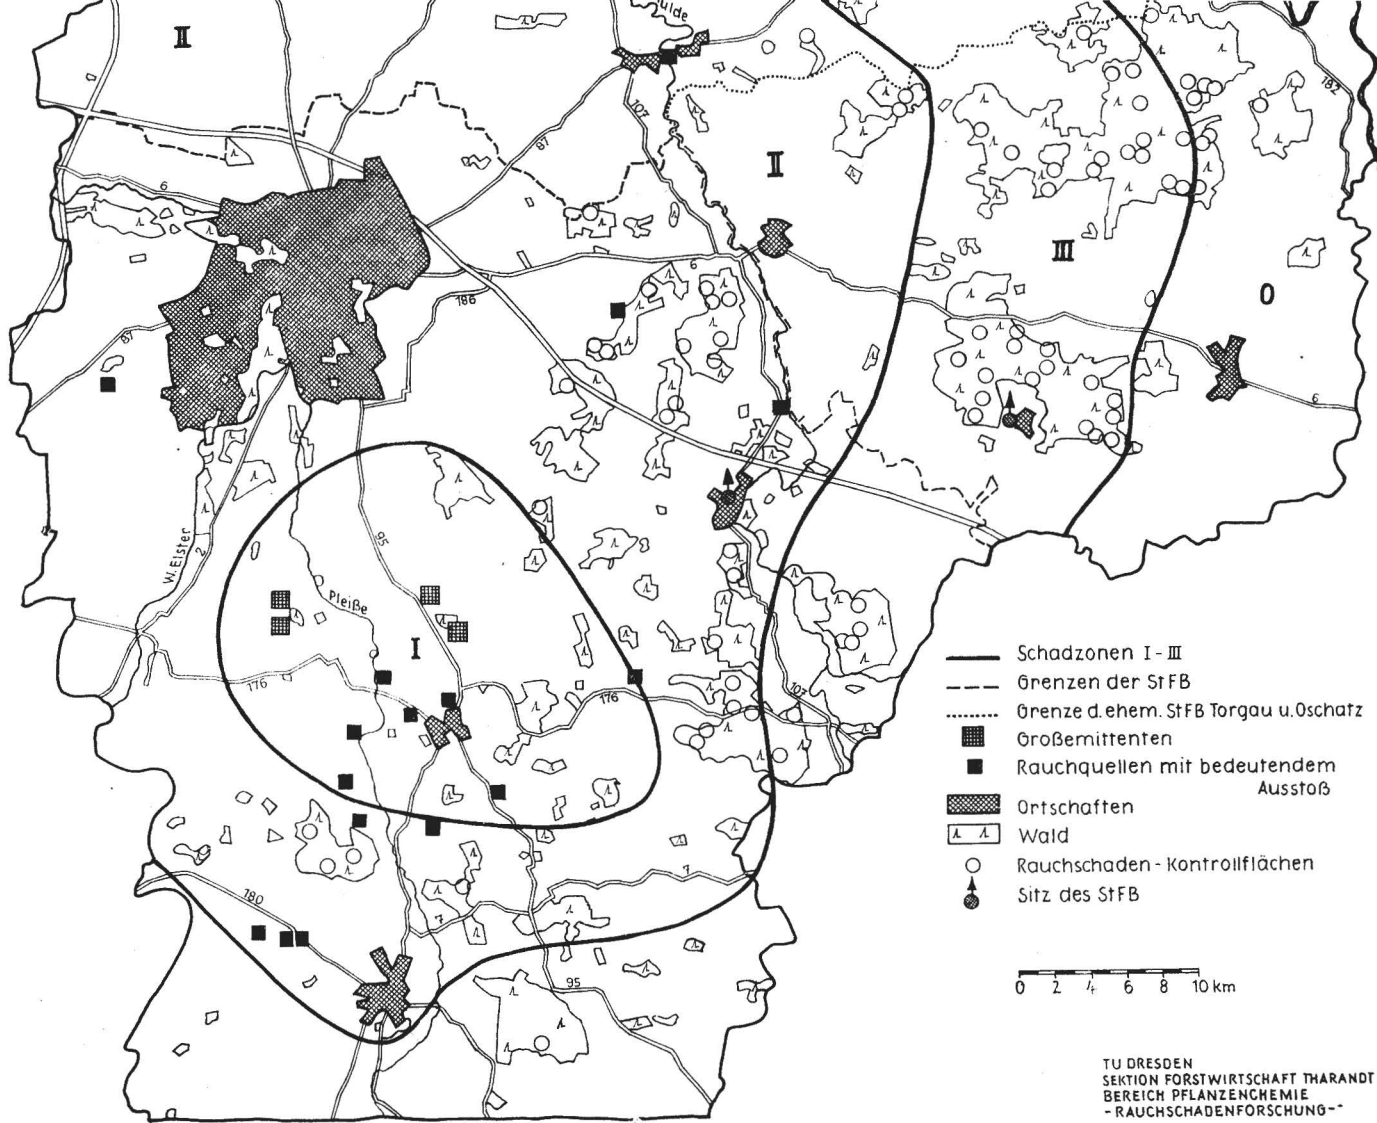 II
ulde
182
107
87
II
6
III
6
186
0
87
6
W. Elster
2
95
Pleiße
I
176
176
107
7
180
7
95
Schadzonen I-III
Grenzen der StFB
Grenze d. ehem. StFB Torgau u. Oschatz
Großemittenten
Rauchquellen mit bedeutendem
Ausstoß
Ortschaften
Wald
Rauchschaden-Kontrollflächen
Sitz des StFB
0 2 4 6 8 10 km
TU DRESDEN
SEKTION FORSTWIRTSCHAFT THARANDT
BEREICH PFLANZENCHEMIE
-RAUCHSCHADENFORSCHUNG-